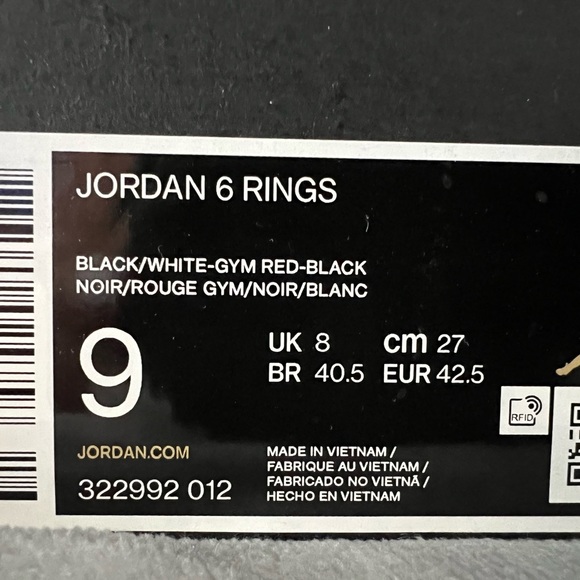 JORDAN 6 RINGS
BLACK/WHITE-GYM RED-BLACK
NOIR/ROUGE GYM/NOIR/BLANC
9
UK 8 cm 27
BR 40.5 EUR 42.5
RFID
JORDAN.COM
322992 012
MADE IN VIETNAM /
FABRIQUE AU VIETNAM /
FABRICADO NO VIETNÃ /
HECHO EN VIETNAM